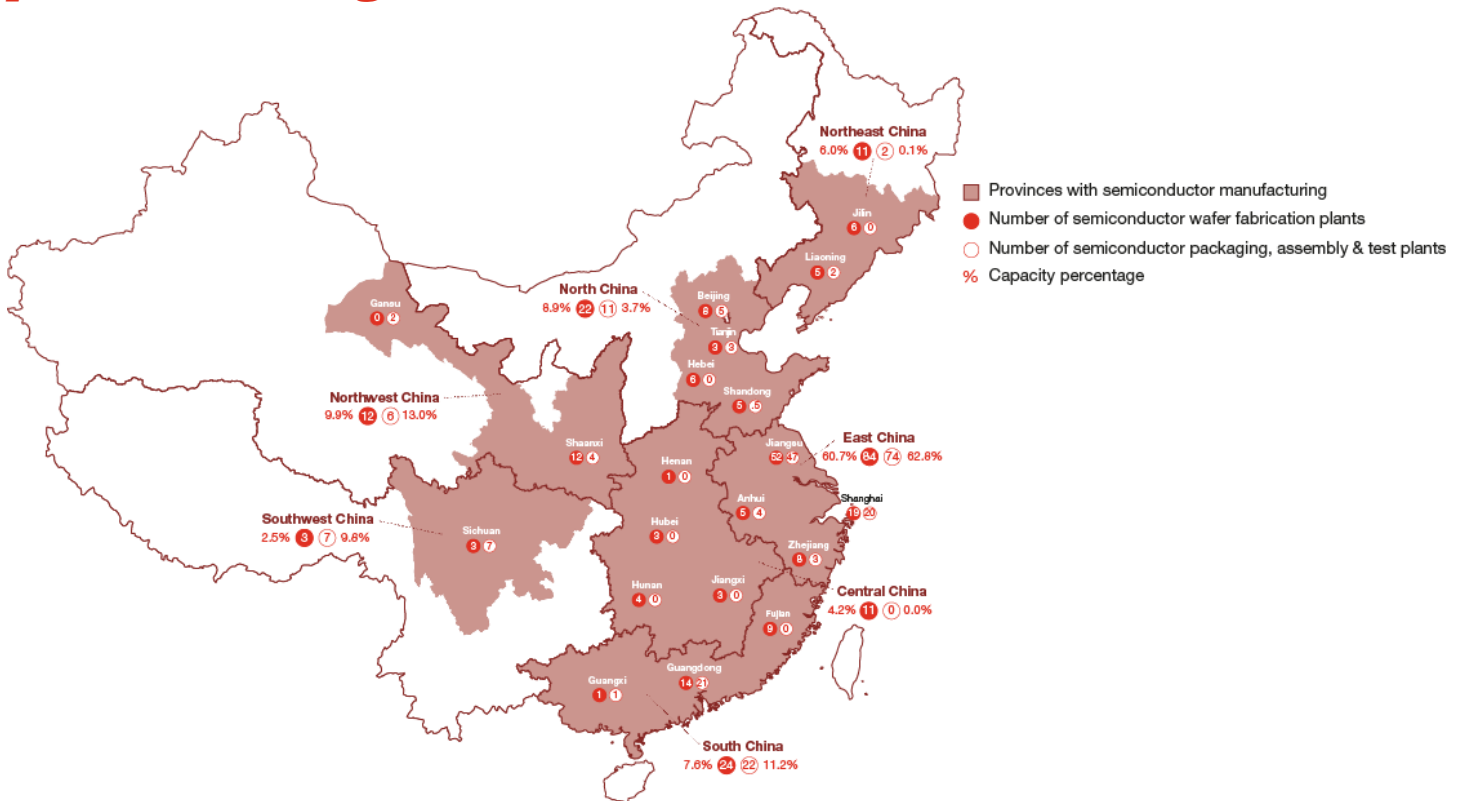 Northeast China
6.0% 11 2 0.1%
Jilin
6 0
Liaoning
5 2
Provinces with semiconductor manufacturing
Number of semiconductor wafer fabrication plants
Number of semiconductor packaging, assembly & test plants
% Capacity percentage
North China
8.9% 22 11 3.7%
Beijing
8 5
Tianjin
3 3
Hebei
6 0
Shandong
5 .5
Gansu
0 2
Northwest China
9.9% 12 6 13.0%
Shaanxi
12 4
East China
60.7% 84 74 62.8%
Jiangsu
52 47
Henan
1 0
Anhui
5 4
Shanghai
19 20
Hubei
3 0
Zhejiang
8 3
Southwest China
2.5% 3 7 9.8%
Sichuan
3 7
Hunan
4 0
Jiangxi
3 0
Central China
4.2% 11 0 0.0%
Fujian
9 0
Guangxi
1 1
Guangdong
14 21
South China
7.6% 24 22 11.2%